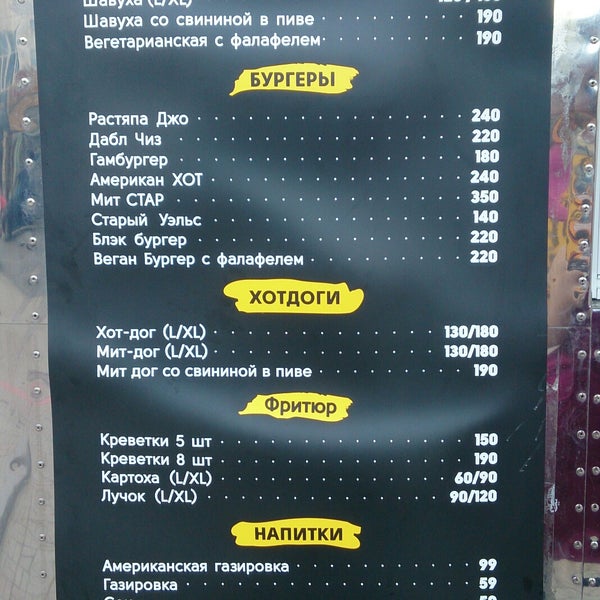 Шавуха (L/XL)
Шавуха со свининой в пиве 190
Вегетарианская с фалафелем 190
БУРГЕРЫ
Растяпа Джо 240
Дабл Чиз 220
Гамбургер 180
Американ ХОТ 240
Мит СТАР 350
Старый Уэльс 140
Блэк бургер 220
Веган Бургер с фалафелем 220
ХОТДОГИ
Хот-дог (L/XL) 130/180
Мит-дог (L/XL) 130/180
Мит дог со свининой в пиве 190
Фритюр
Креветки 5 шт 150
Креветки 8 шт 190
Картоха (L/XL) 60/90
Лучок (L/XL) 90/120
НАПИТКИ
Американская газировка 99
Газировка 59